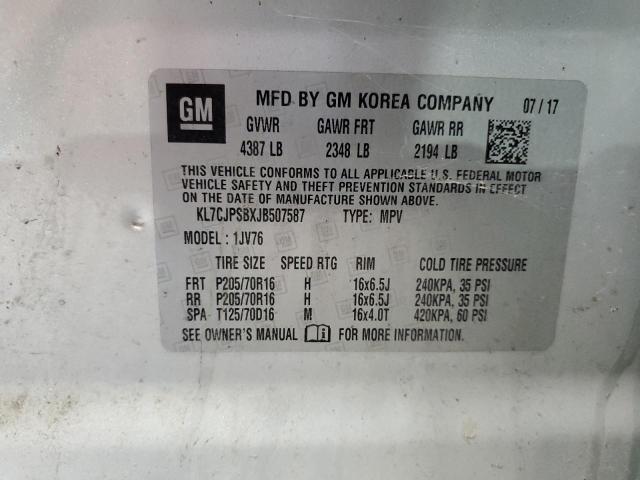 GM MFD BY GM KOREA COMPANY 07/17
GVWR GAWR FRT GAWR RR
4387 LB 2348 LB 2194 LB
THIS VEHICLE CONFORMS TO ALL APPLICABLE U.S. FEDERAL MOTOR
VEHICLE SAFETY AND THEFT PREVENTION STANDARDS IN EFFECT
ON THE DATE OF MANUFACTURE SHOWN ABOVE.
KL7CJPSBXJB507587 TYPE: MPV
MODEL: 1JV76
TIRE SIZE SPEED RTG RIM COLD TIRE PRESSURE
FRT P205/70R16 H 16x6.5J 240KPA, 35 PSI
RR P205/70R16 H 16x6.5J 240KPA, 35 PSI
SPA T125/70D16 M 16x4.0T 420KPA, 60 PSI
SEE OWNER'S MANUAL FOR MORE INFORMATION.